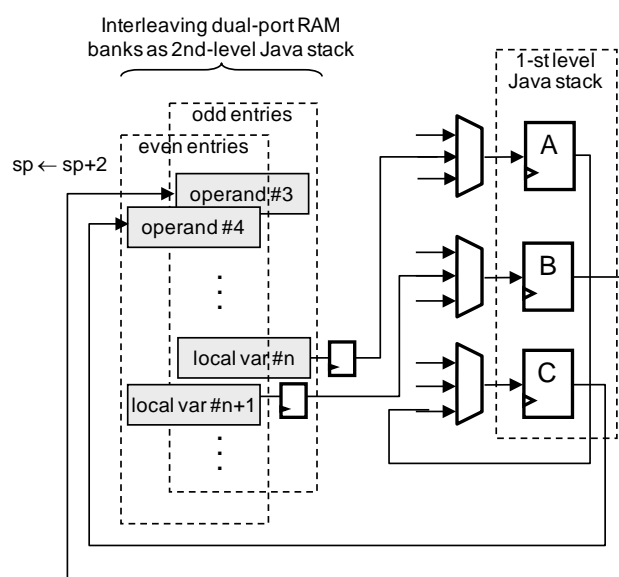 Interleaving dual-port RAM
banks as 2nd-level Java stack
1-st level
Java stack
odd entries
even entries
sp ← sp+2
operand #3
operand #4
A
B
C
local var #n
local var #n+1